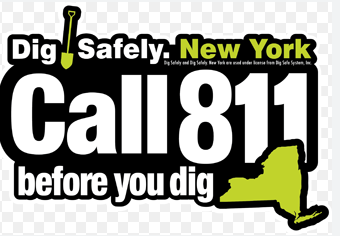 Dig Safely. New York
Dig Safely and Dig Safely. New York are used under license from Dig Safe System, Inc.
Call 811
before you dig